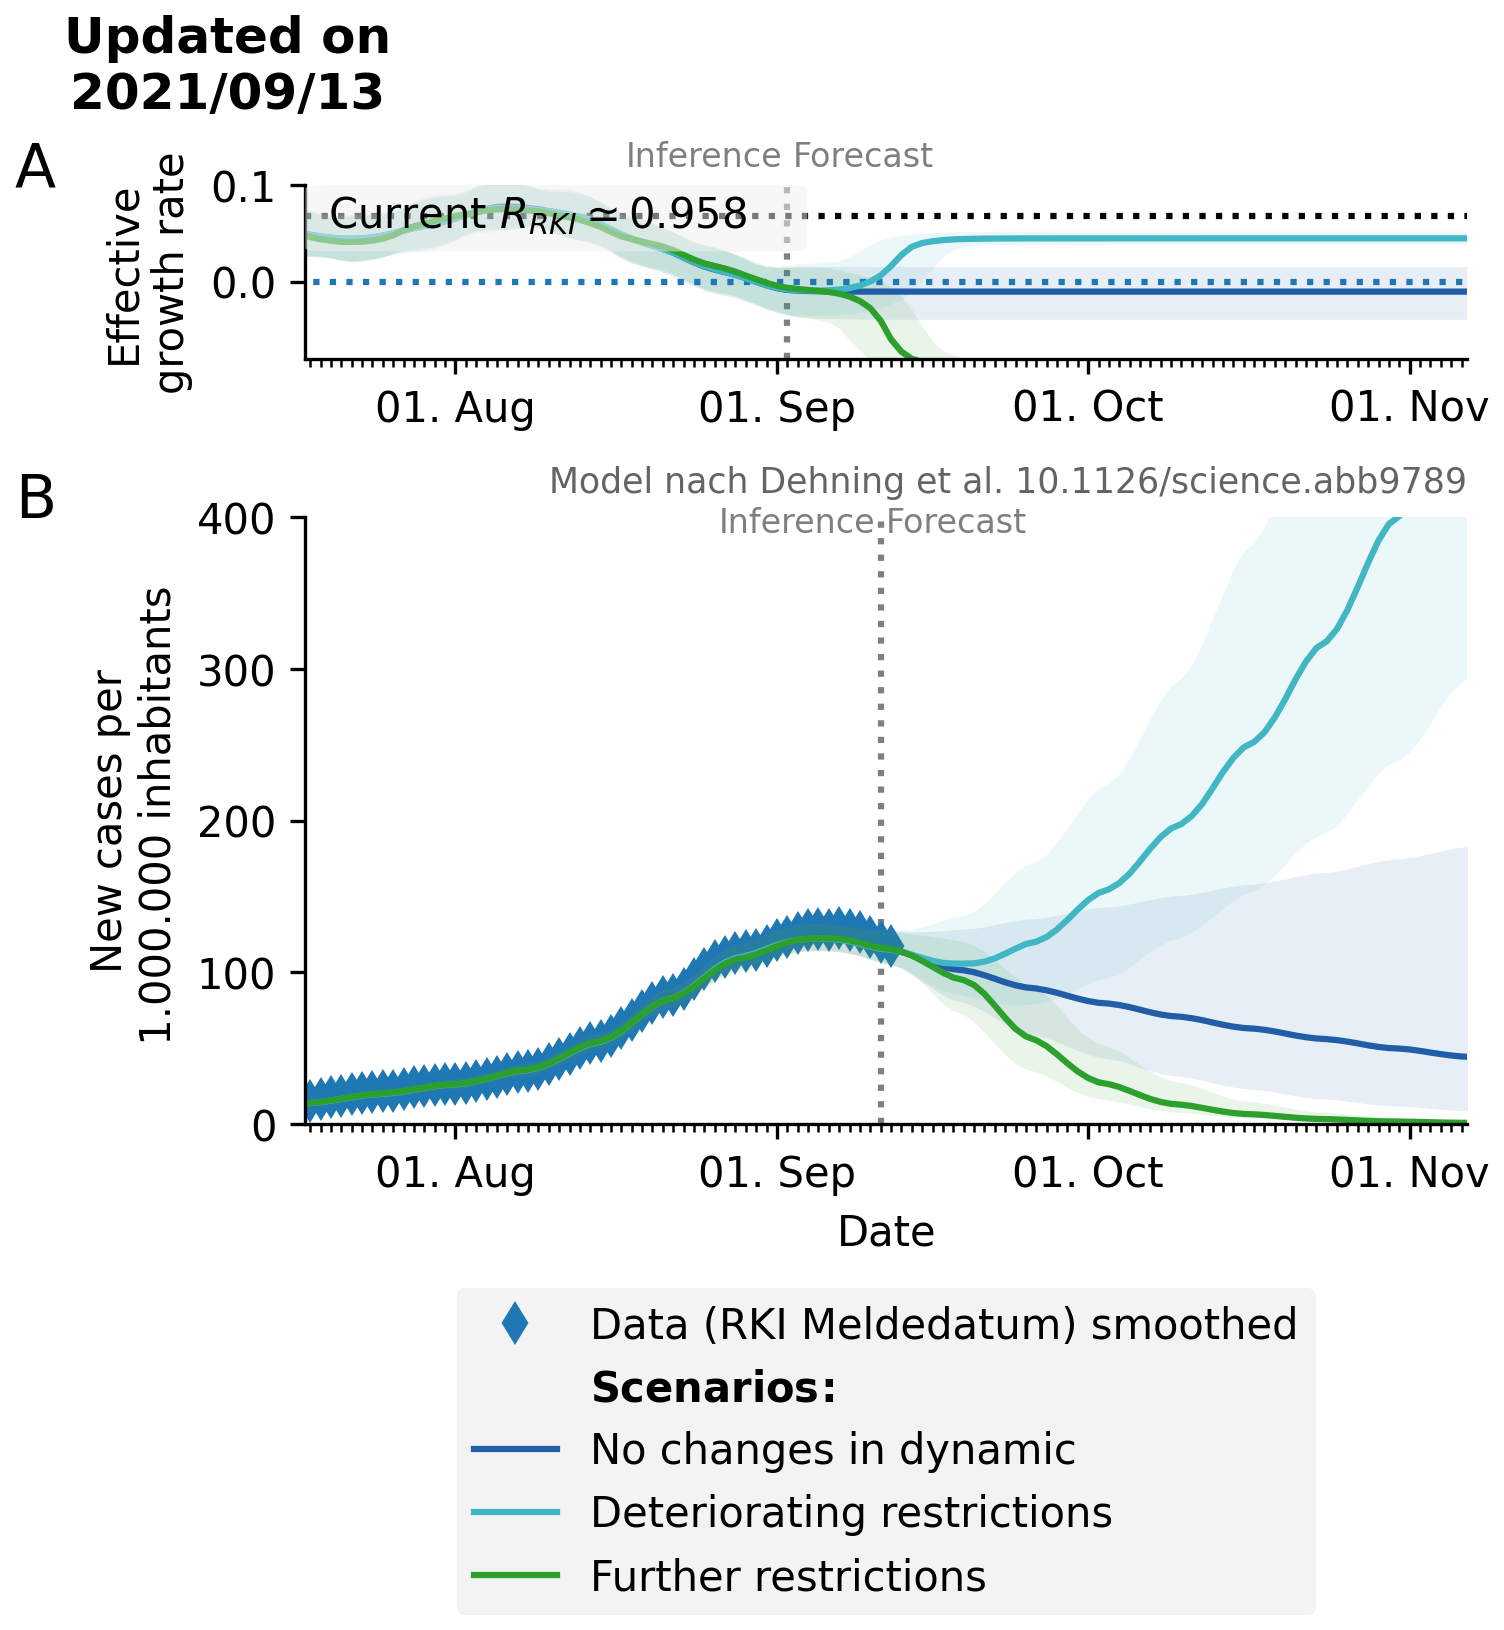 Updated on
2021/09/13
A
Inference Forecast
Effective
growth rate
0.1
0.0
Current R_RKI ≃ 0.958
01. Aug
01. Sep
01. Oct
01. Nov
B
Model nach Dehning et al. 10.1126/science.abb9789
Inference Forecast
New cases per
1.000.000 inhabitants
400
300
200
100
0
01. Aug
01. Sep
01. Oct
01. Nov
Date
Data (RKI Meldedatum) smoothed
Scenarios:
No changes in dynamic
Deteriorating restrictions
Further restrictions